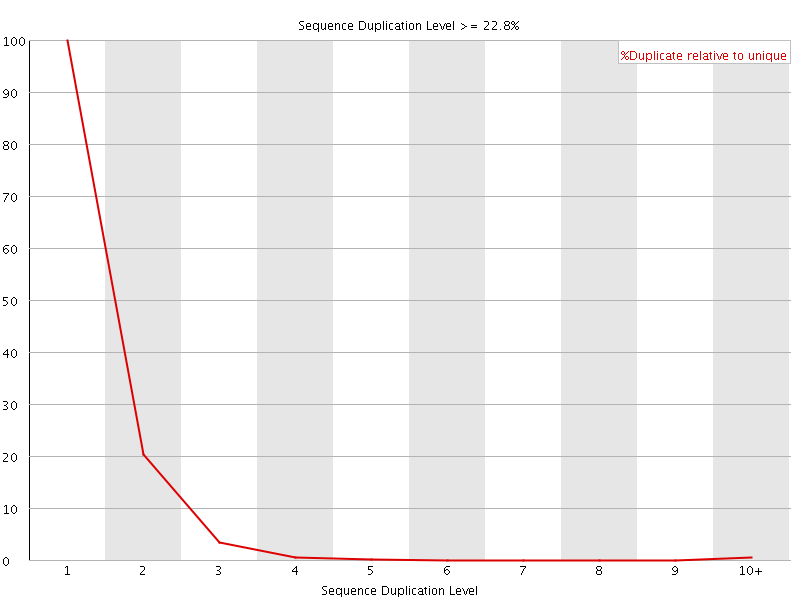 Sequence Duplication Level >= 22.8%
%Duplicate relative to unique
100
90
80
70
60
50
40
30
20
10
0
1 2 3 4 5 6 7 8 9 10+
Sequence Duplication Level